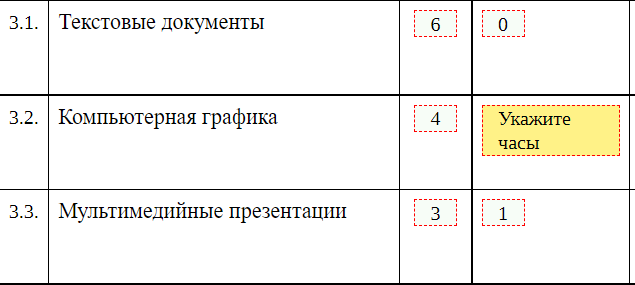 3.1. Текстовые документы 6 0
3.2. Компьютерная графика 4 Укажите
часы
3.3. Мультимедийные презентации 3 1